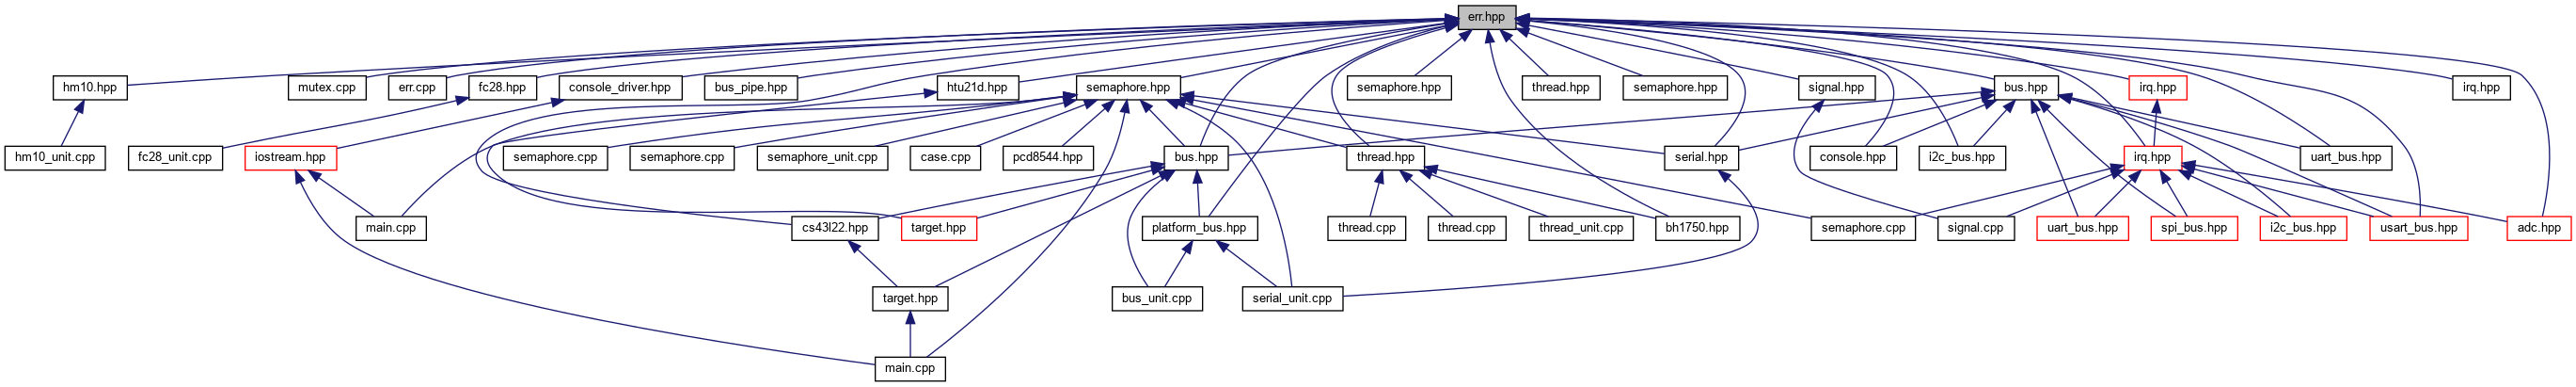 err.hpp
hm10.hpp
mutex.cpp
err.cpp
fc28.hpp
console_driver.hpp
bus_pipe.hpp
htu21d.hpp
semaphore.hpp
semaphore.hpp
thread.hpp
semaphore.hpp
signal.hpp
bus.hpp
irq.hpp
irq.hpp
hm10_unit.cpp
fc28_unit.cpp
iostream.hpp
semaphore.cpp
semaphore.cpp
semaphore_unit.cpp
case.cpp
pcd8544.hpp
bus.hpp
thread.hpp
serial.hpp
console.hpp
i2c_bus.hpp
irq.hpp
uart_bus.hpp
main.cpp
cs43l22.hpp
target.hpp
platform_bus.hpp
thread.cpp
thread.cpp
thread_unit.cpp
bh1750.hpp
semaphore.cpp
signal.cpp
uart_bus.hpp
spi_bus.hpp
i2c_bus.hpp
usart_bus.hpp
adc.hpp
target.hpp
bus_unit.cpp
serial_unit.cpp
main.cpp